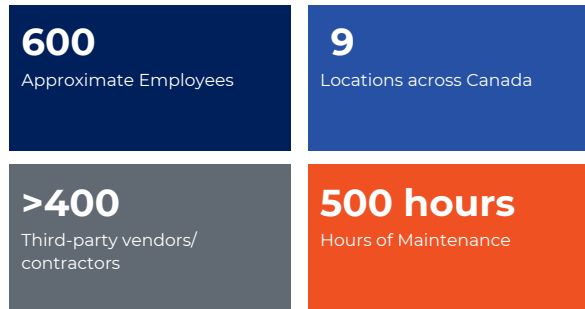 600
Approximate Employees
9
Locations across Canada
>400
Third-party vendors/
contractors
500 hours
Hours of Maintenance